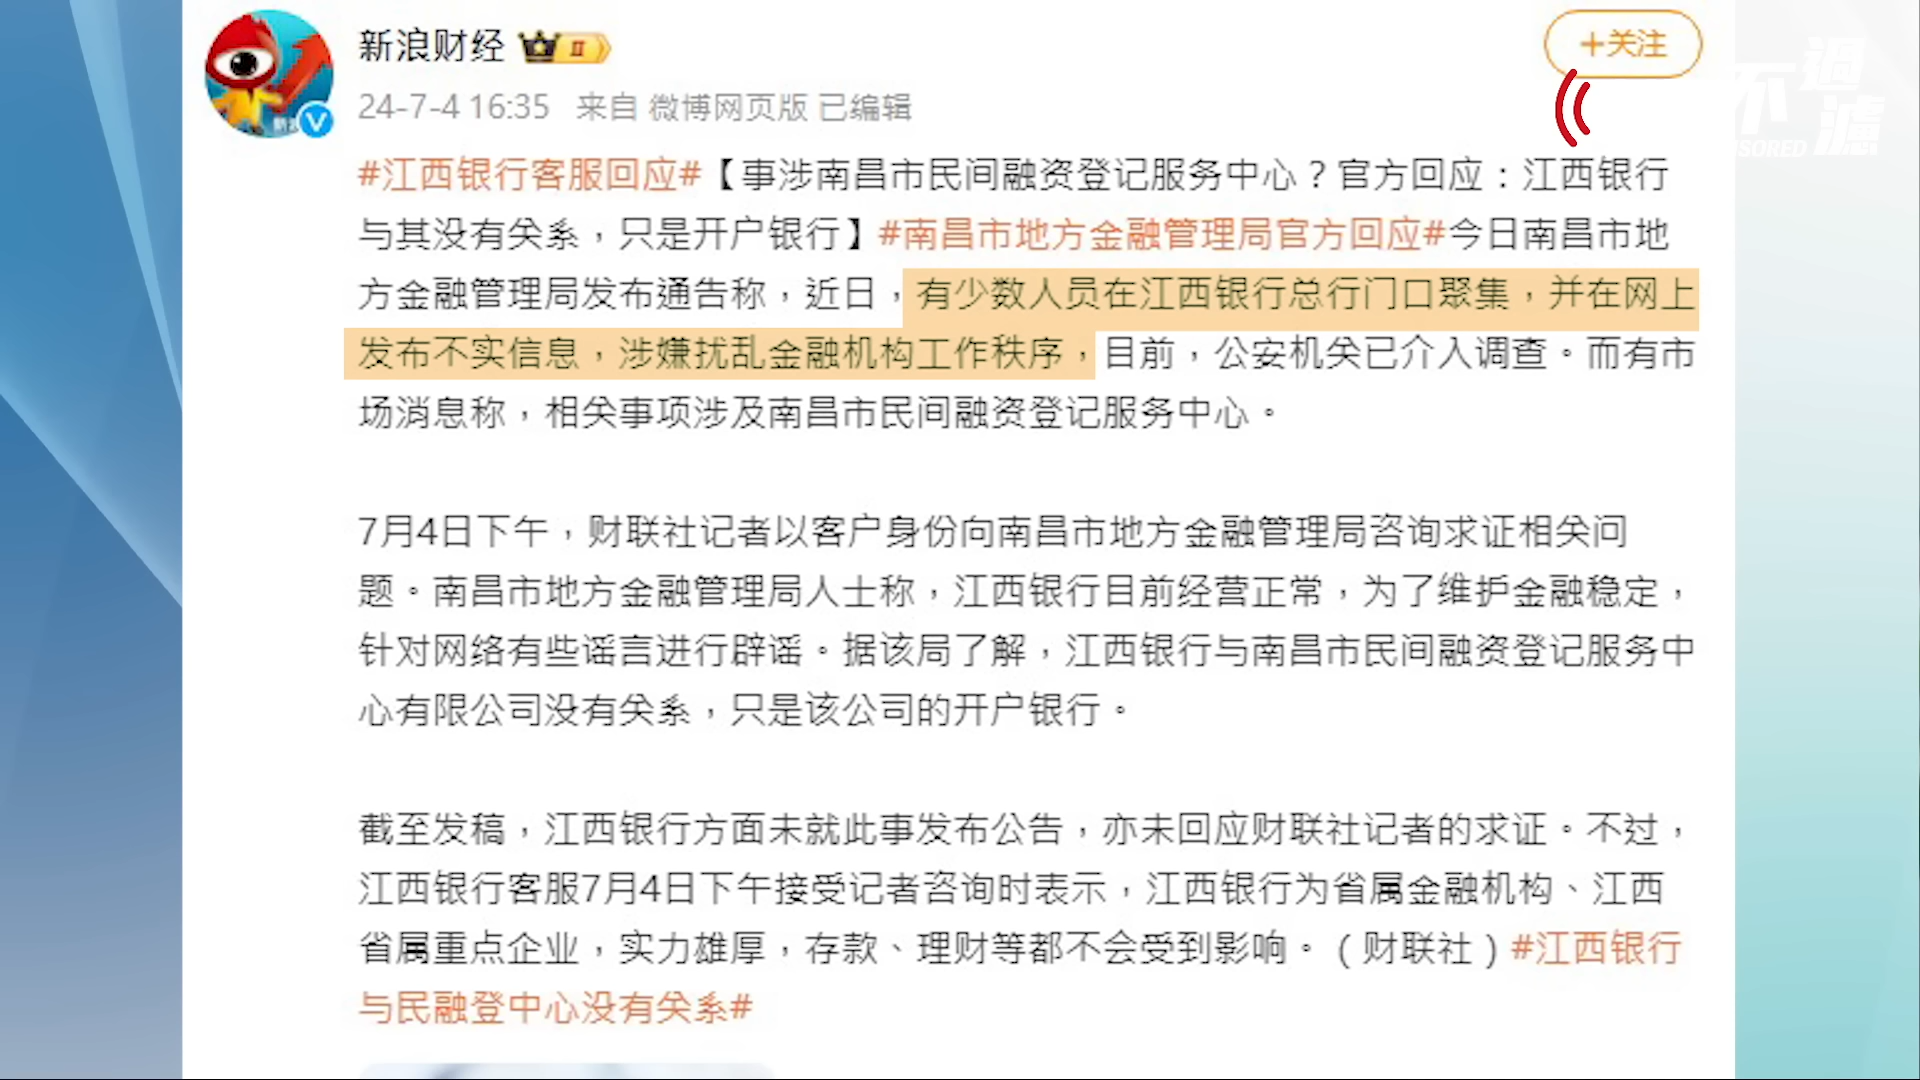 新浪财经
II
+关注
24-7-4 16:35 来自 微博网页版 已编辑
不過濾
SORED
#江西银行客服回应#【事涉南昌市民间融资登记服务中心？官方回应：江西银行
与其没有关系，只是开户银行】#南昌市地方金融管理局官方回应#今日南昌市地
方金融管理局发布通告称，近日，有少数人员在江西银行总行门口聚集，并在网上
发布不实信息，涉嫌扰乱金融机构工作秩序，目前，公安机关已介入调查。而有市
场消息称，相关事项涉及南昌市民间融资登记服务中心。
7月4日下午，财联社记者以客户身份向南昌市地方金融管理局咨询求证相关问
题。南昌市地方金融管理局人士称，江西银行目前经营正常，为了维护金融稳定，
针对网络有些谣言进行辟谣。据该局了解，江西银行与南昌市民间融资登记服务中
心有限公司没有关系，只是该公司的开户银行。
截至发稿，江西银行方面未就此事发布公告，亦未回应财联社记者的求证。不过，
江西银行客服7月4日下午接受记者咨询时表示，江西银行为省属金融机构、江西
省属重点企业，实力雄厚，存款、理财等都不会受到影响。（财联社）#江西银行
与民融登中心没有关系#